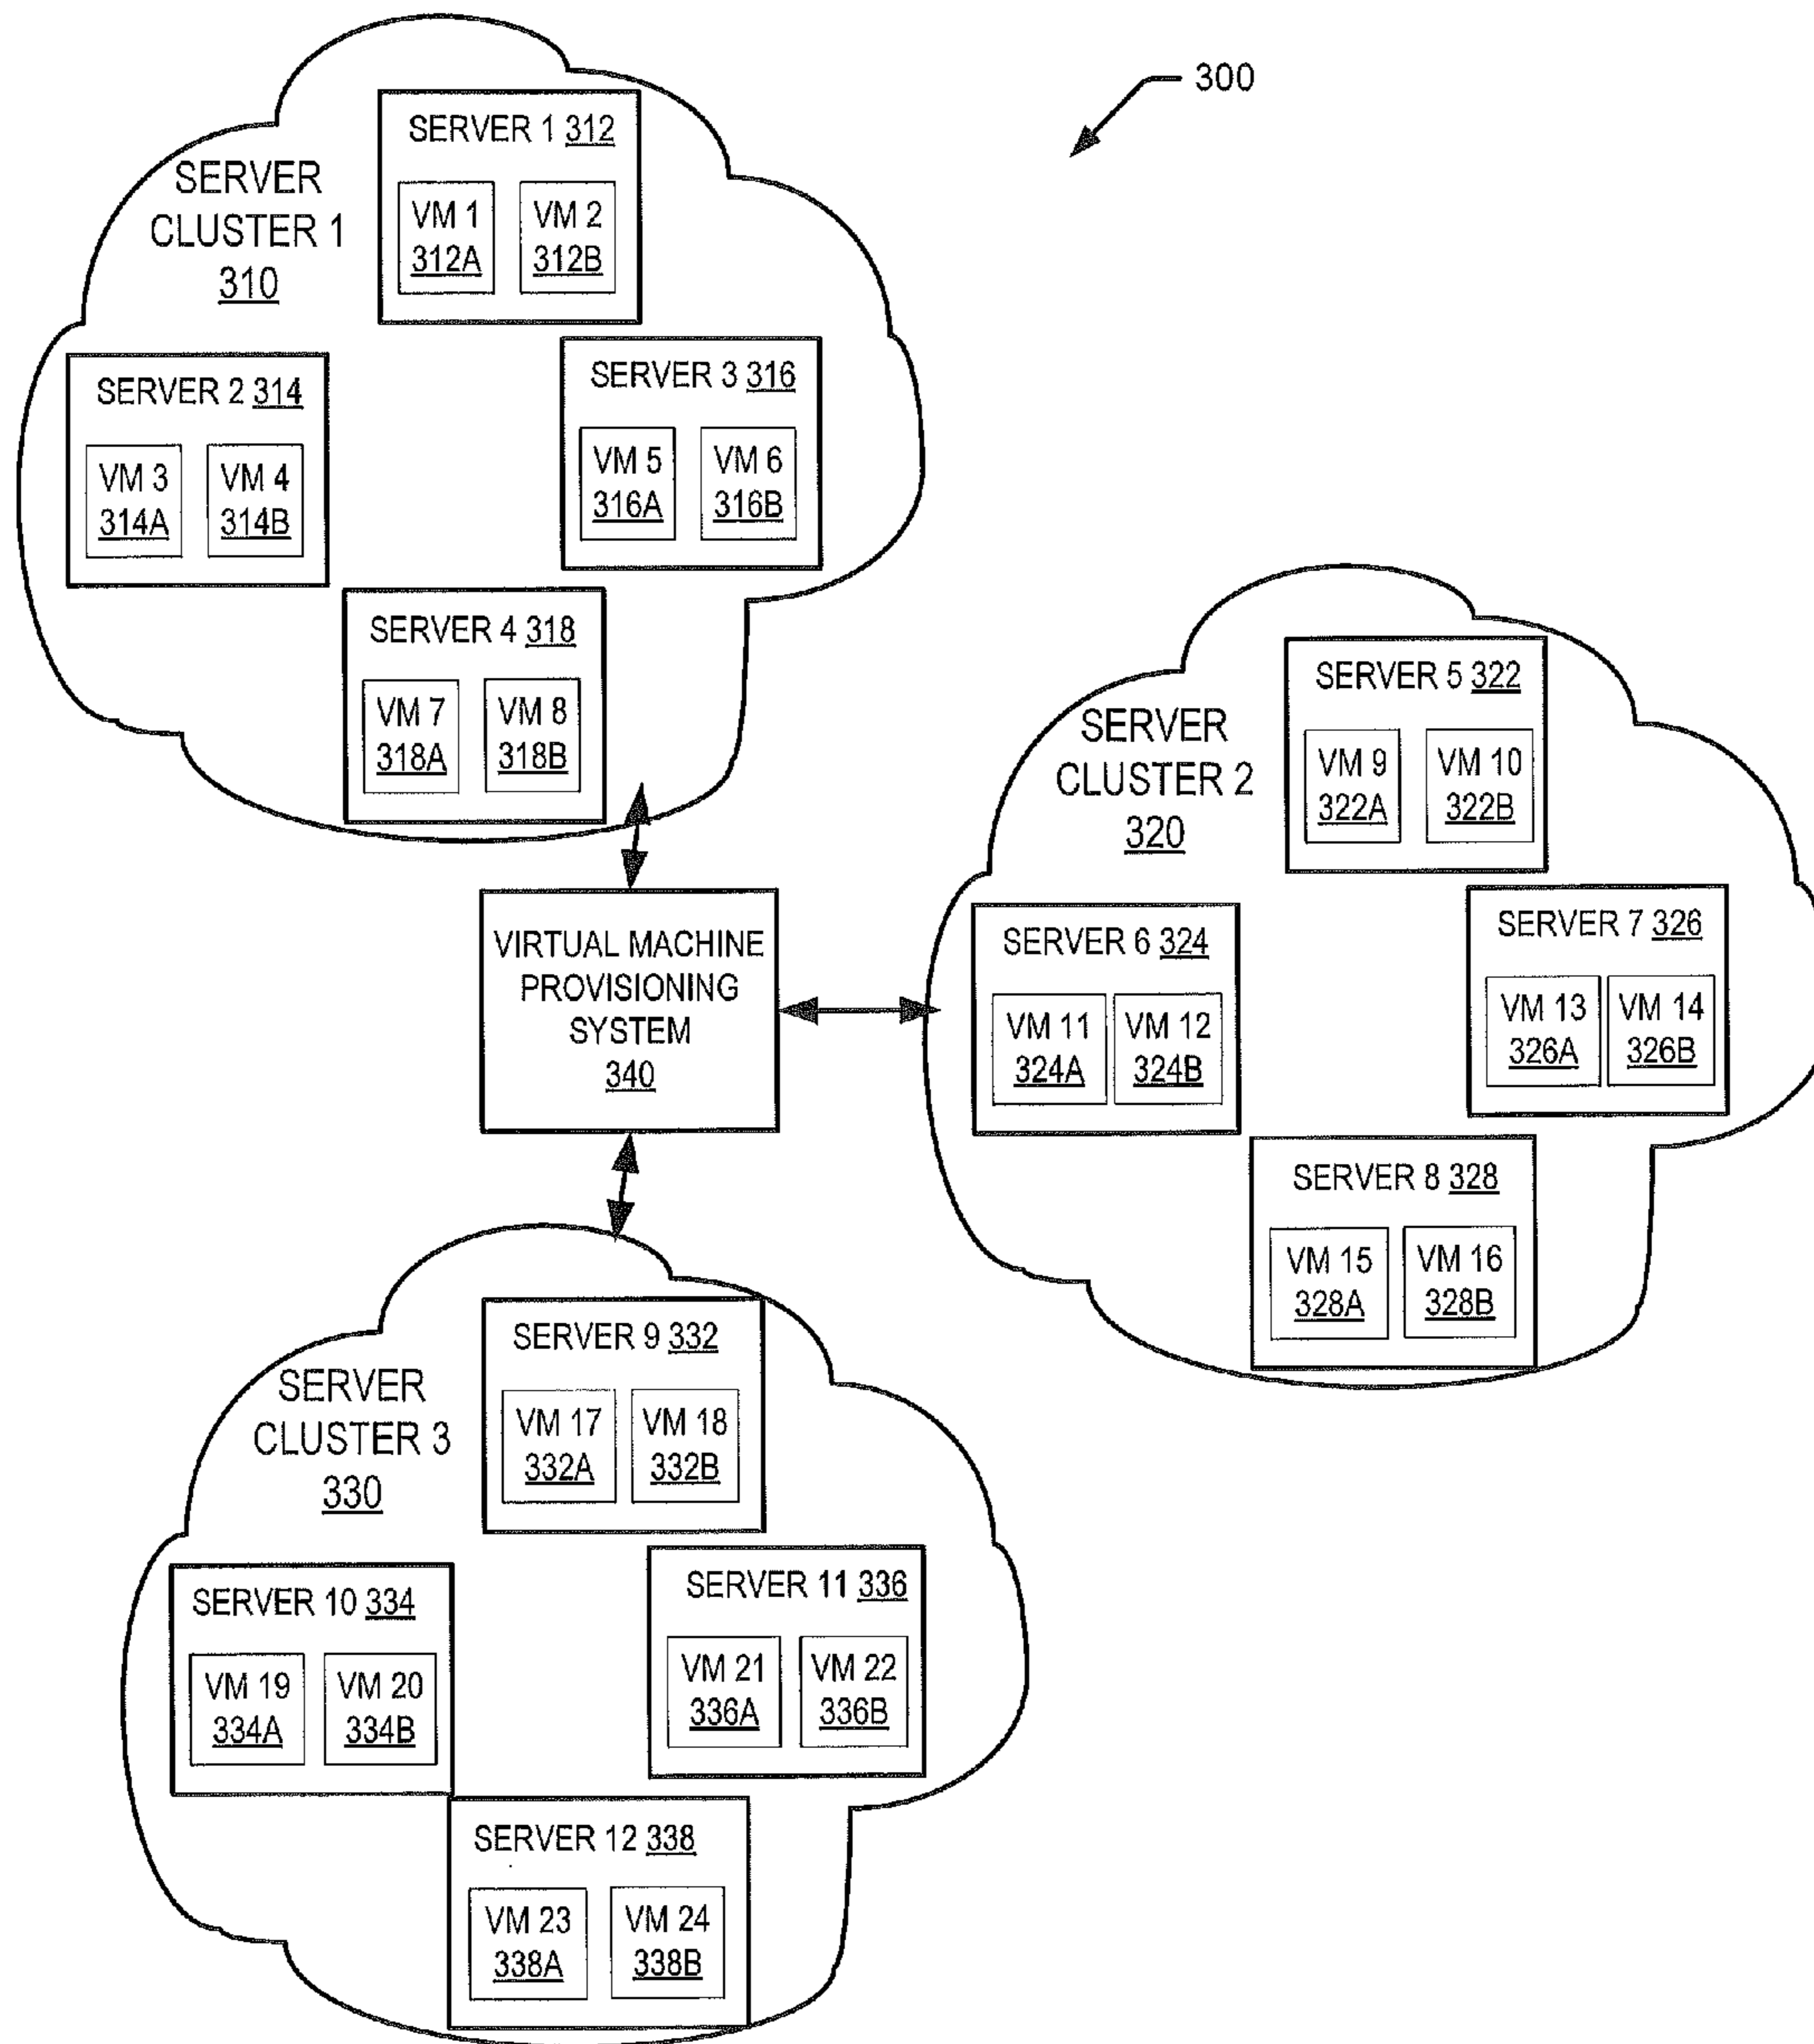 300
SERVER
CLUSTER 1
310
SERVER 1 312
VM 1
312A
VM 2
312B
SERVER 2 314
VM 3
314A
VM 4
314B
SERVER 3 316
VM 5
316A
VM 6
316B
SERVER 4 318
VM 7
318A
VM 8
318B
SERVER
CLUSTER 2
320
SERVER 5 322
VM 9
322A
VM 10
322B
SERVER 6 324
VM 11
324A
VM 12
324B
SERVER 7 326
VM 13
326A
VM 14
326B
SERVER 8 328
VM 15
328A
VM 16
328B
VIRTUAL MACHINE
PROVISIONING
SYSTEM
340
SERVER
CLUSTER 3
330
SERVER 9 332
VM 17
332A
VM 18
332B
SERVER 10 334
VM 19
334A
VM 20
334B
SERVER 11 336
VM 21
336A
VM 22
336B
SERVER 12 338
VM 23
338A
VM 24
338B